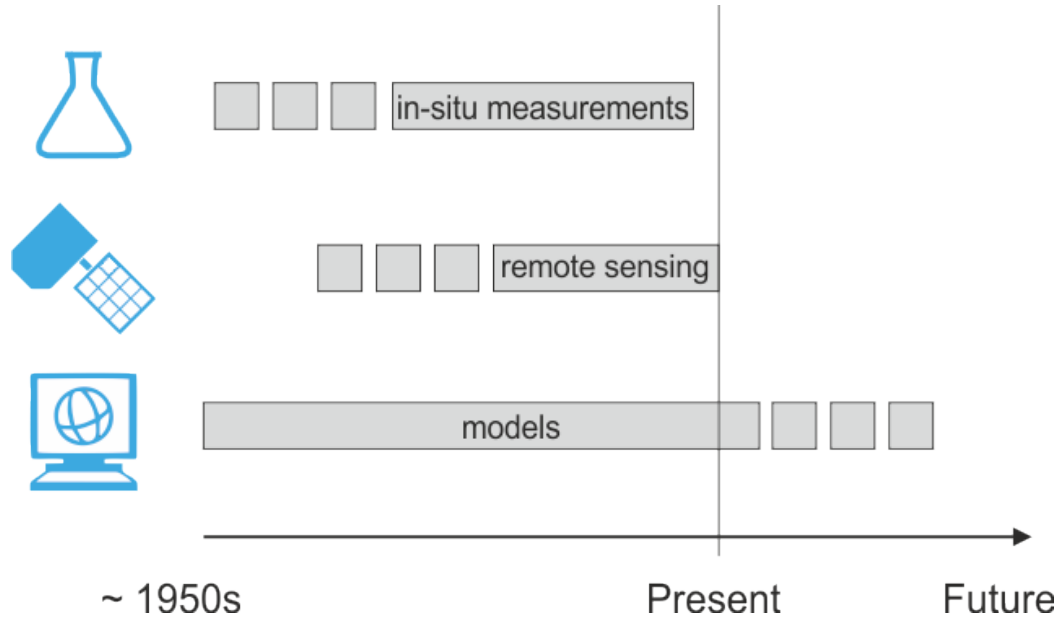 in-situ measurements
remote sensing
models
~ 1950s Present Future